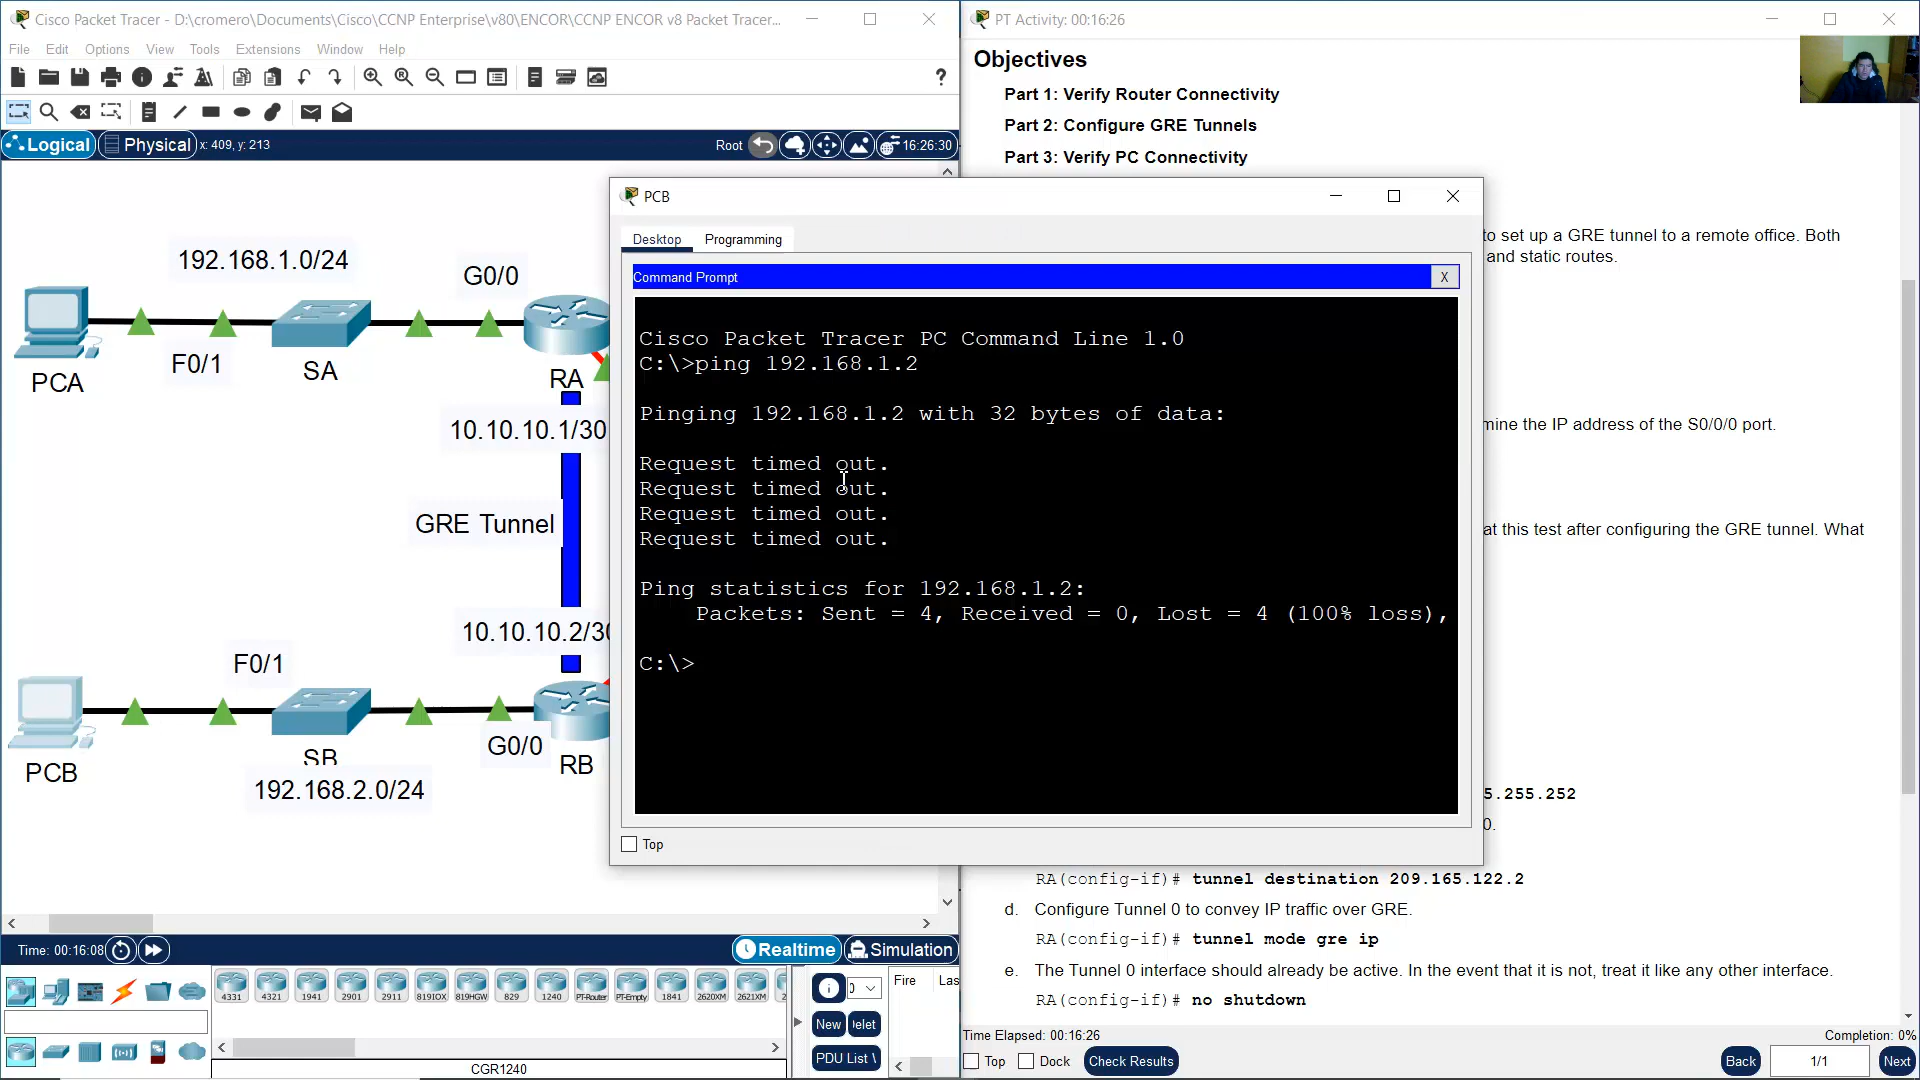 Cisco Packet Tracer - D:\cromero\Documents\Cisco\CCNP Enterprise\v80\ENCOR\CCNP ENCOR v8 Packet Tracer...
File Edit Options View Tools Extensions Window Help
Logical Physical x: 409, y: 213
Root 16:26:30
192.168.1.0/24
G0/0
F0/1
PCA
SA
RA
10.10.10.1/30
GRE Tunnel
10.10.10.2/30
F0/1
G0/0
SB
PCB
RB
192.168.2.0/24
Time: 00:16:08
Realtime Simulation
4331 4321 1941 2901 2911 819IOX 819HGW 829 1240 PT-Router PT-Empty 1841 2620XM 2621XM
CGR1240
0
Fire Las
New Delet
PDU List \
PCB
Desktop Programming
Command Prompt X
Cisco Packet Tracer PC Command Line 1.0
C:\>ping 192.168.1.2
Pinging 192.168.1.2 with 32 bytes of data:
Request timed out.
Request timed out.
Request timed out.
Request timed out.
Ping statistics for 192.168.1.2:
Packets: Sent = 4, Received = 0, Lost = 4 (100% loss),
C:\>
Top
PT Activity: 00:16:26
Objectives
Part 1: Verify Router Connectivity
Part 2: Configure GRE Tunnels
Part 3: Verify PC Connectivity
to set up a GRE tunnel to a remote office. Both
and static routes.
mine the IP address of the S0/0/0 port.
at this test after configuring the GRE tunnel. What
5.255.252
0.
RA(config-if)# tunnel destination 209.165.122.2
d. Configure Tunnel 0 to convey IP traffic over GRE.
RA(config-if)# tunnel mode gre ip
e. The Tunnel 0 interface should already be active. In the event that it is not, treat it like any other interface.
RA(config-if)# no shutdown
Time Elapsed: 00:16:26 Completion: 0%
Top Dock Check Results Back 1/1 Next